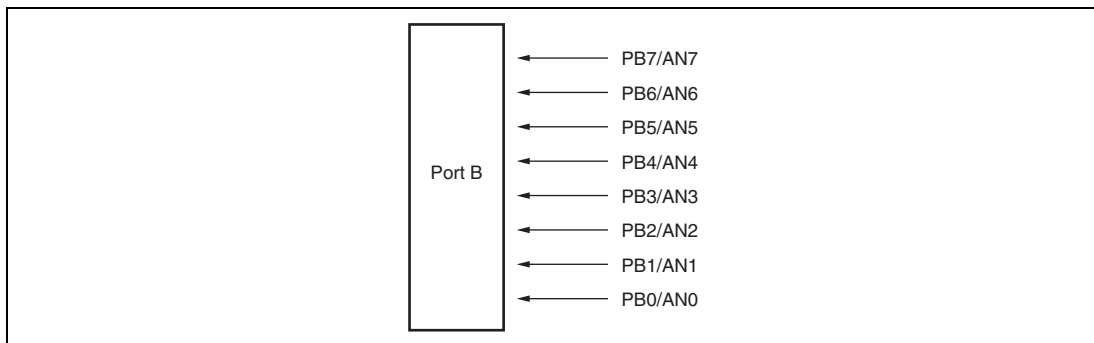 Port B
PB7/AN7
PB6/AN6
PB5/AN5
PB4/AN4
PB3/AN3
PB2/AN2
PB1/AN1
PB0/AN0